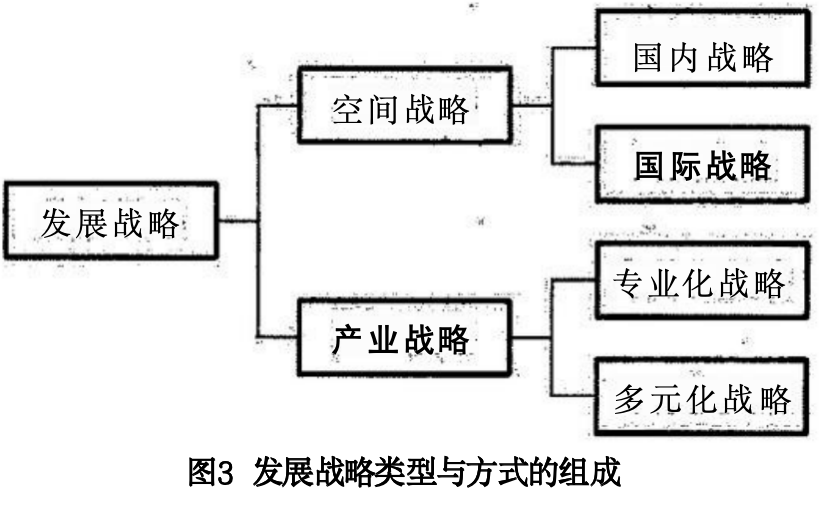 国内战略
空间战略
国际战略
发展战略
专业化战略
产业战略
多元化战略
图3 发展战略类型与方式的组成